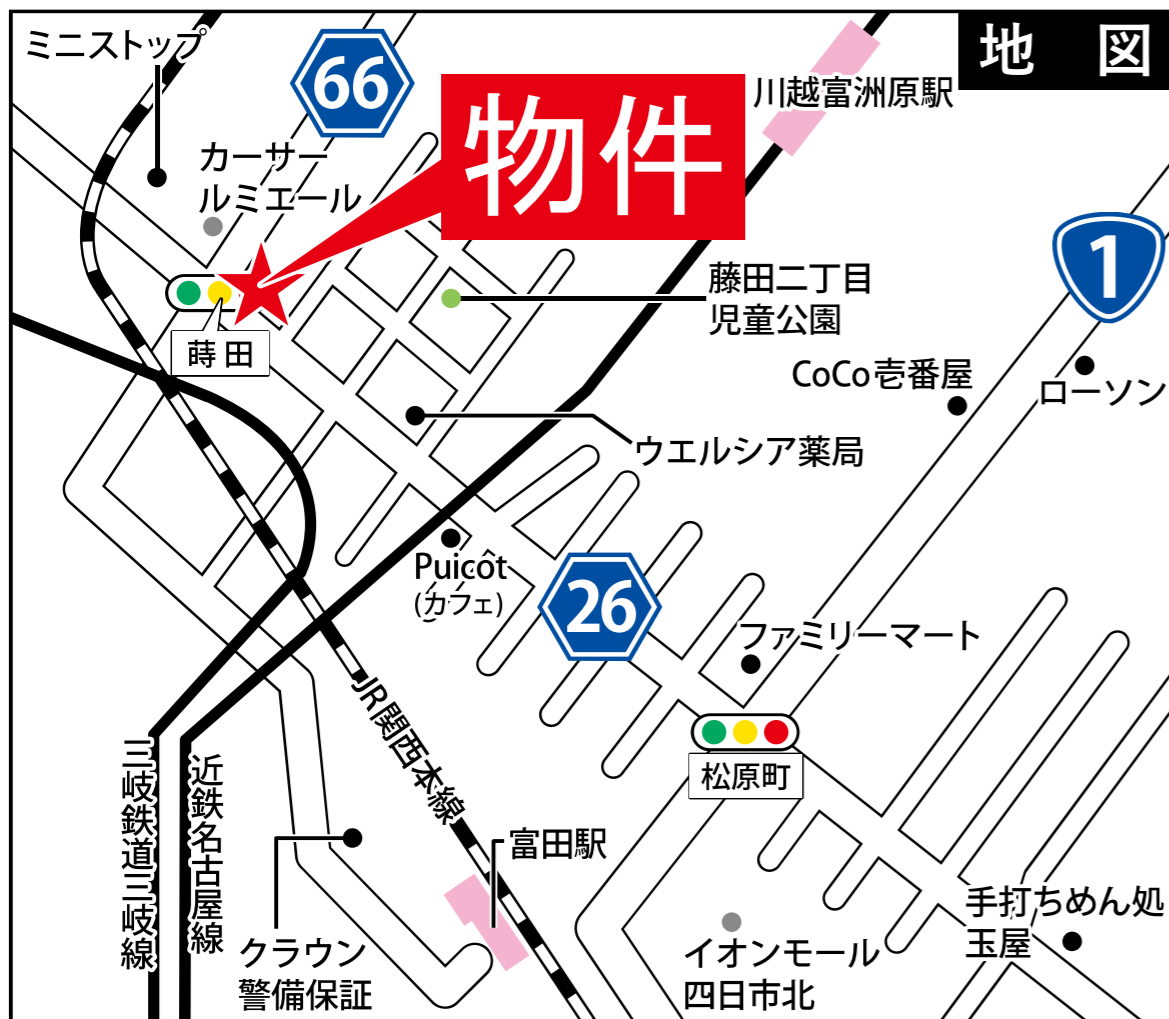 地 図
ミニストップ
66
川越富洲原駅
物件
カーサー
ルミエール
1
藤田二丁目
児童公園
蒔田
CoCo壱番屋
ローソン
ウエルシア薬局
Puicôt
(カフェ)
26
ファミリーマート
JR関西本線
松原町
三岐鉄道三岐線
近鉄名古屋線
富田駅
手打ちめん処
玉屋
クラウン
警備保証
イオンモール
四日市北